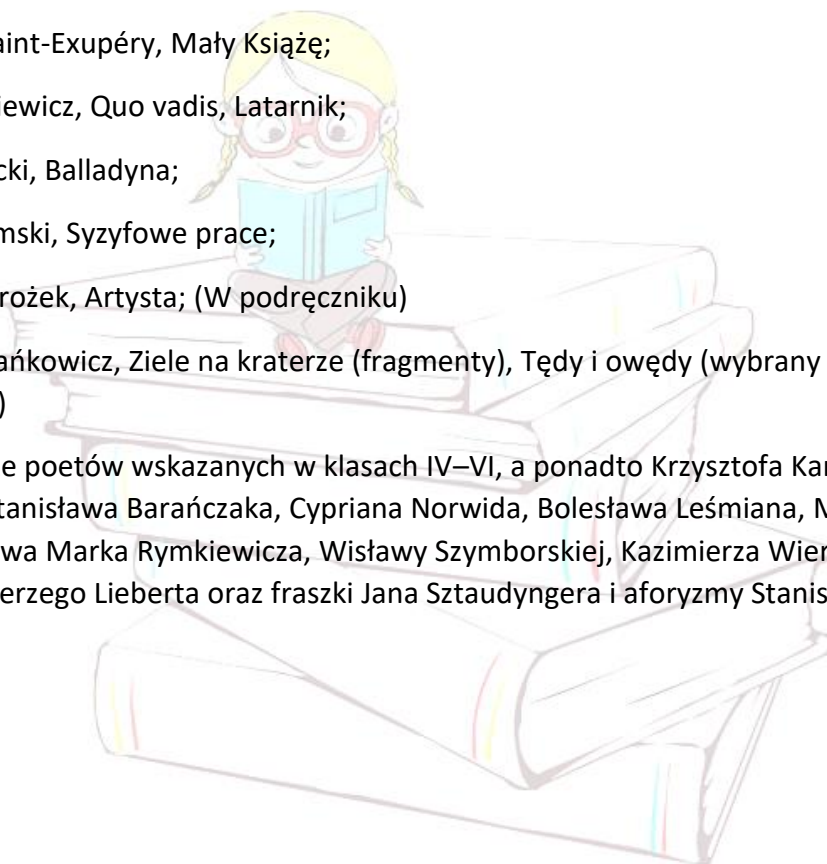 aint-Exupéry, Mały Książę;
iewicz, Quo vadis, Latarnik;
cki, Balladyna;
mski, Syzyfowe prace;
rożek, Artysta; (W podręczniku)
ańkowicz, Ziele na kraterze (fragmenty), Tędy i owędy (wybrany
)
e poetów wskazanych w klasach IV–VI, a ponadto Krzysztofa Ka
tanisława Barańczaka, Cypriana Norwida, Bolesława Leśmiana, M
wa Marka Rymkiewicza, Wisławy Szymborskiej, Kazimierza Wier
erzego Lieberta oraz fraszki Jana Sztaudyngera i aforyzmy Stanis